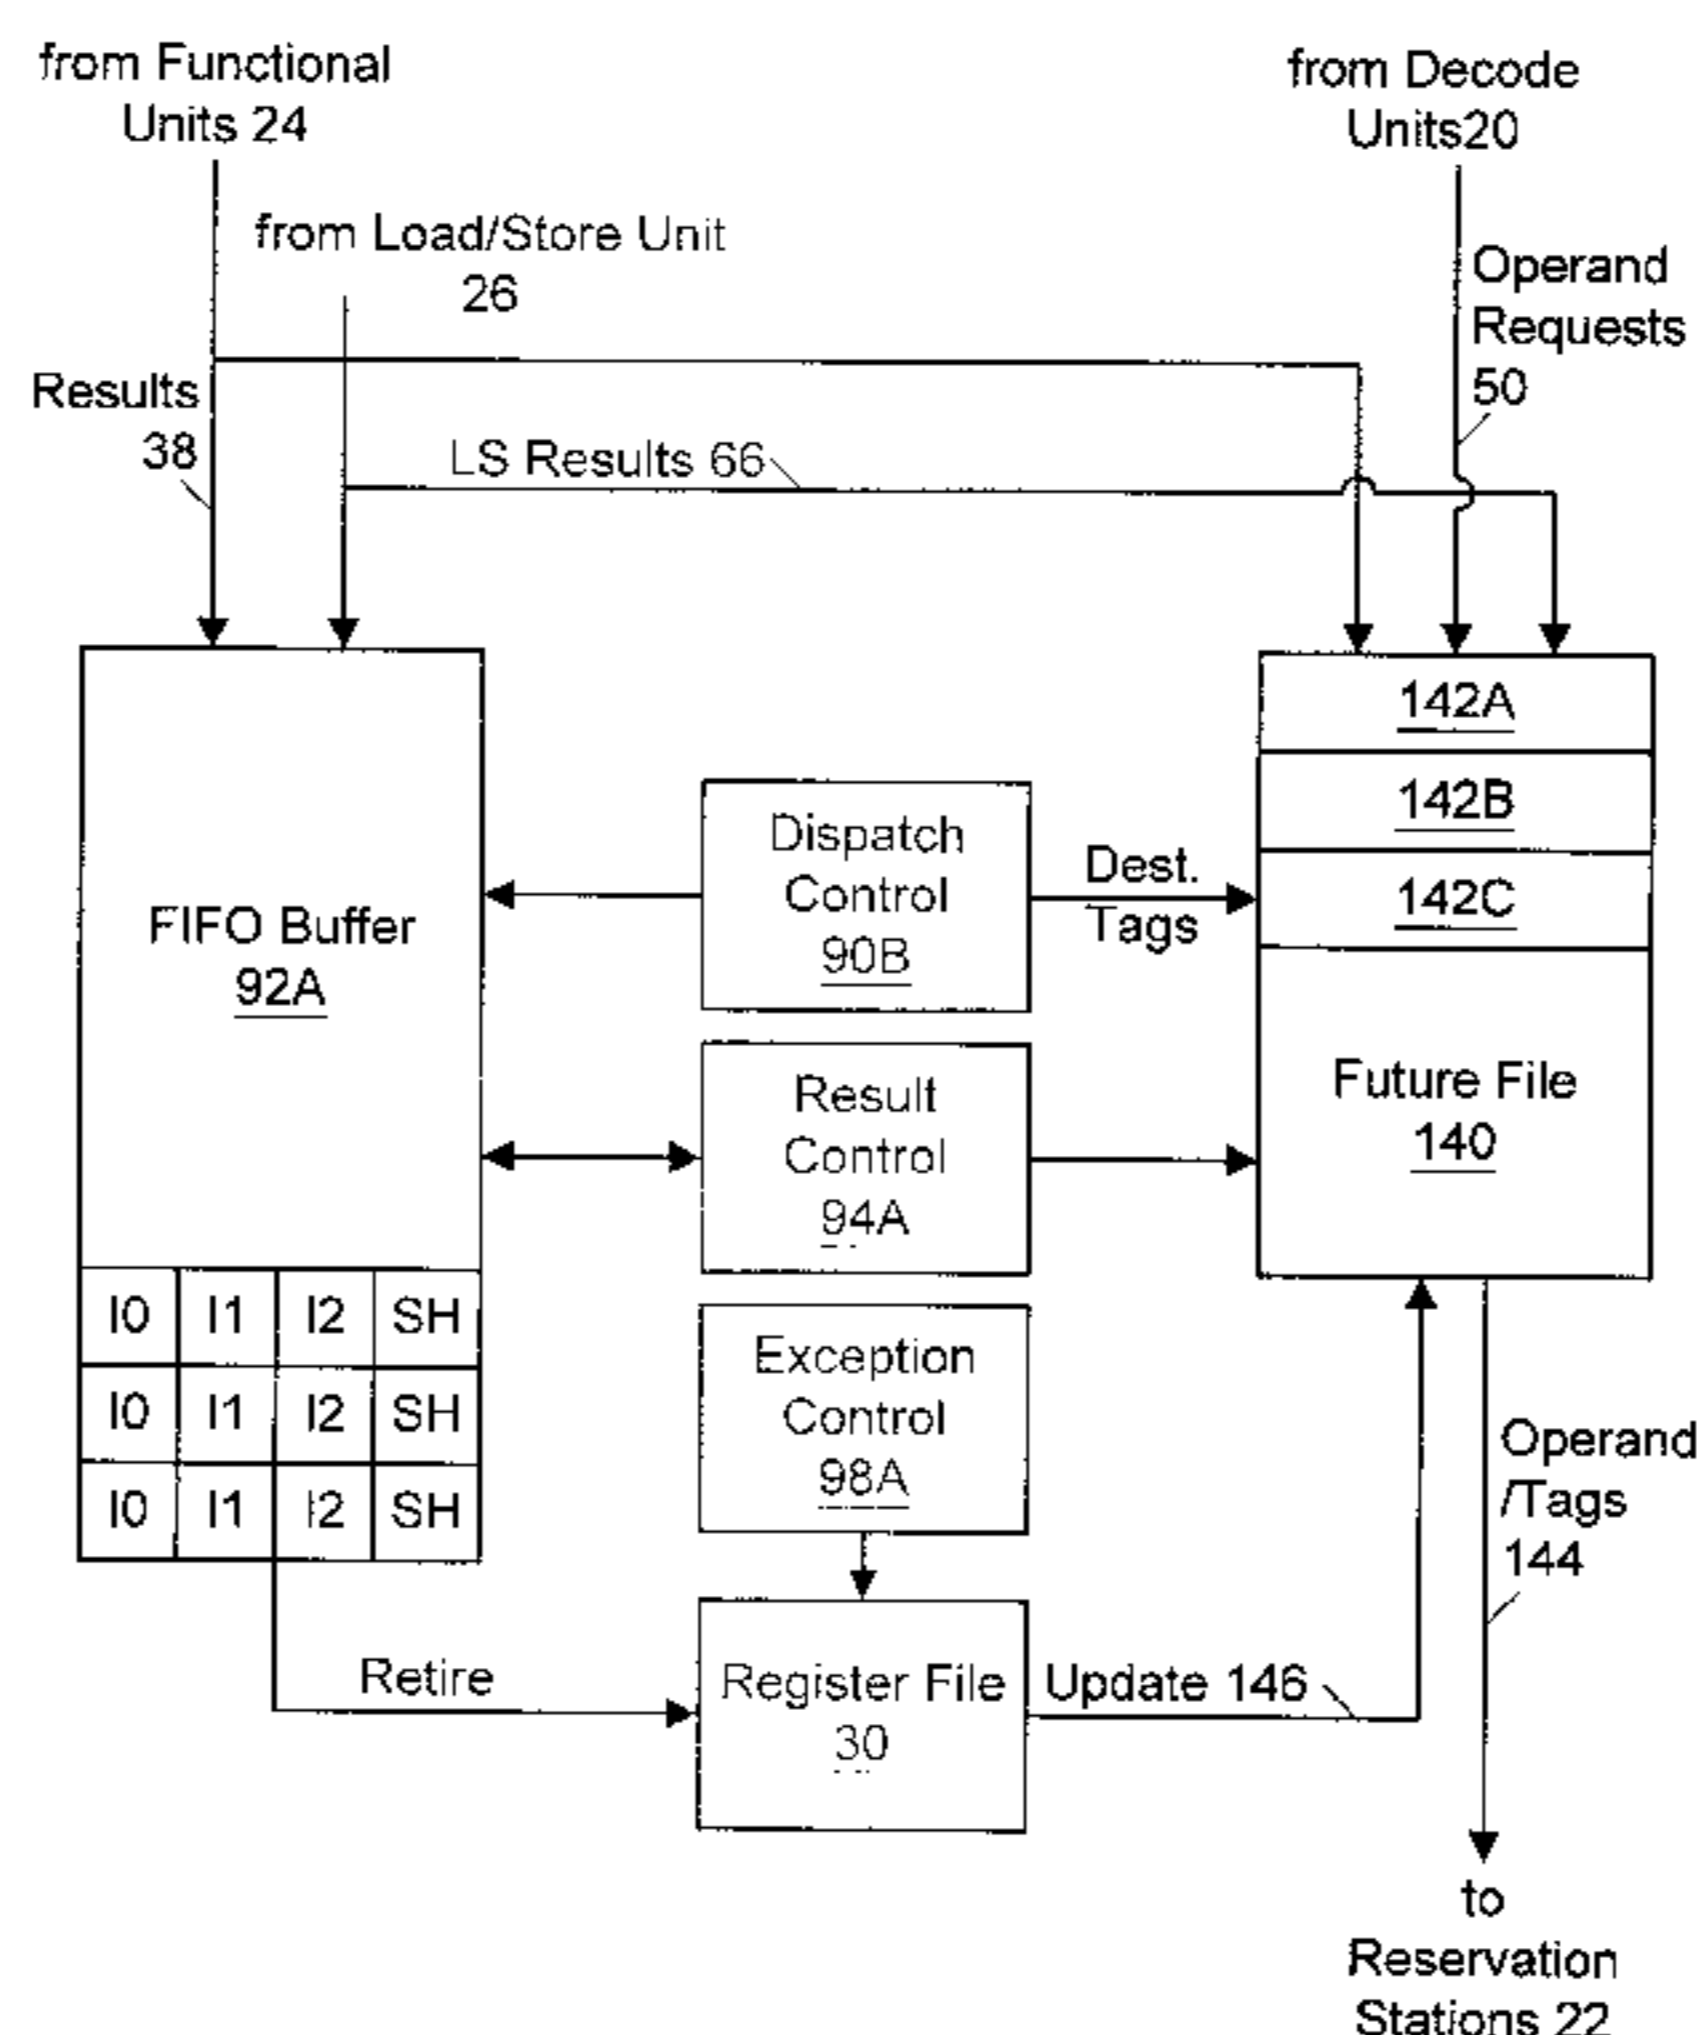 from Functional
Units 24
from Decode
Units20
from Load/Store Unit
26
Operand
Requests
50
Results
38
LS Results 66
142A
142B
142C
Dispatch
Control
90B
Dest.
Tags
FIFO Buffer
92A
Result
Control
94A
Future File
140
I0 I1 I2 SH
I0 I1 I2 SH
I0 I1 I2 SH
Exception
Control
98A
Operand
/Tags
144
Retire
Register File
30
Update 146
to
Reservation
Stations 22